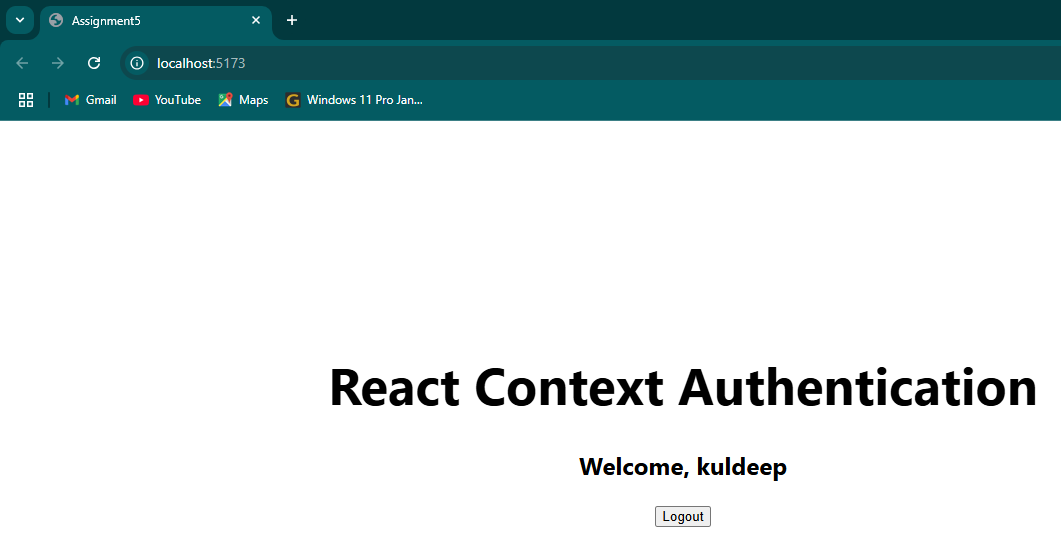 Assignment5
localhost:5173
Gmail YouTube Maps Windows 11 Pro Jan...
React Context Authentication
Welcome, kuldeep
Logout